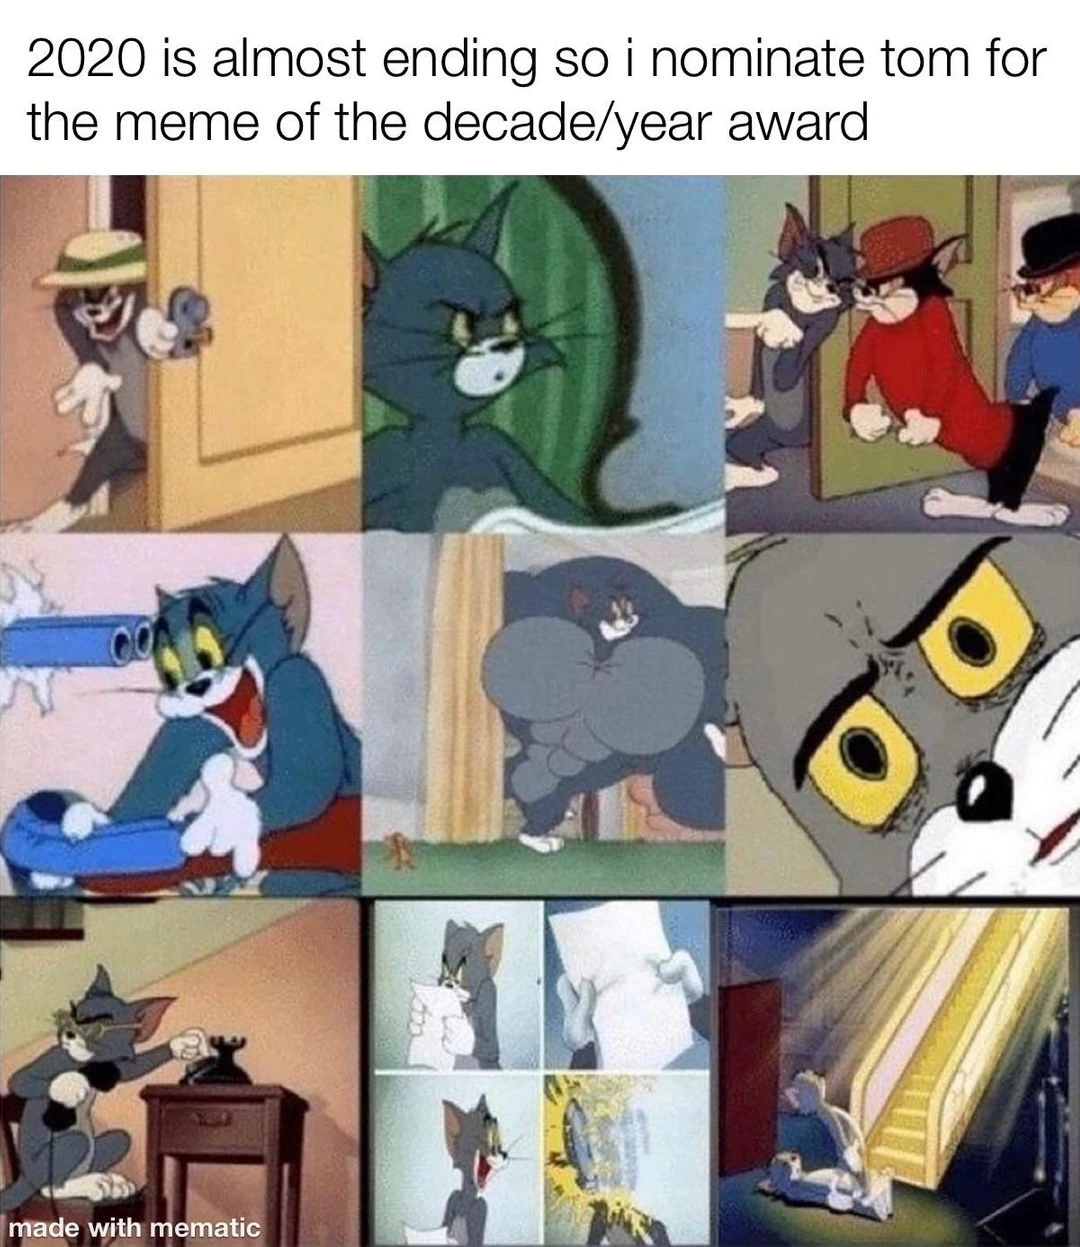 2020 is almost ending so i nominate tom for
the meme of the decade/year award
made with mematic